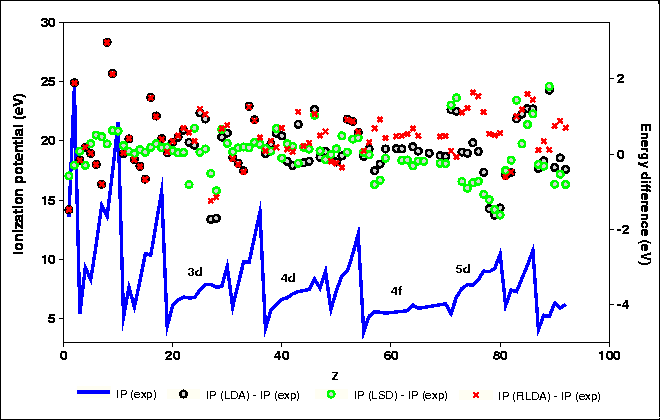 30
25
20
15
10
5
Ionization potential (eV)
2
0
-2
-4
Energy difference (eV)
3d
4d
4f
5d
0
20
40
60
80
100
z
IP (exp)
IP (LDA) - IP (exp)
IP (LSD) - IP (exp)
IP (RLDA) - IP (exp)